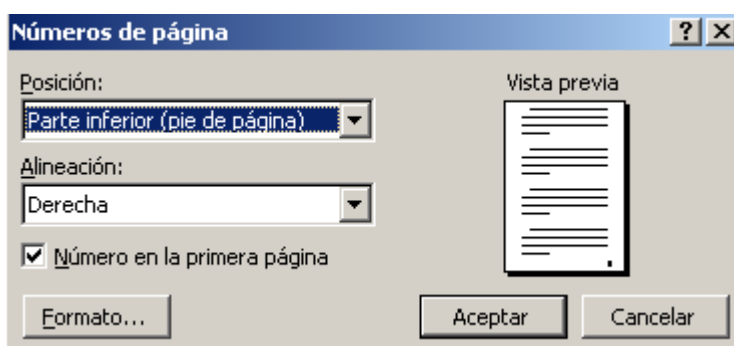 Números de página
Posición:
Vista previa
Parte inferior (pie de página)
Alineación:
Derecha
Número en la primera página
Formato...
Aceptar
Cancelar